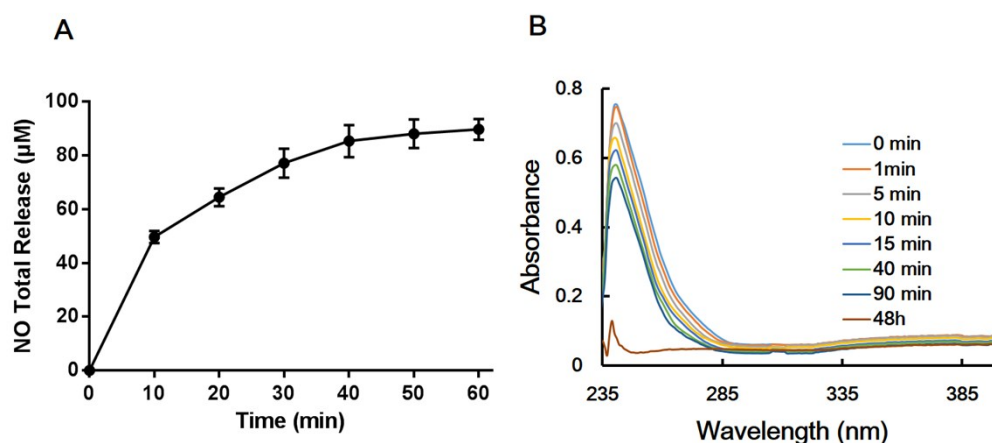 A
NO Total Release (µM)
100
80
60
40
20
0
0 10 20 30 40 50 60
Time (min)
B
Absorbance
0.8
0.6
0.4
0.2
0
235 285 335 385
Wavelength (nm)
0 min
1min
5 min
10 min
15 min
40 min
90 min
48h